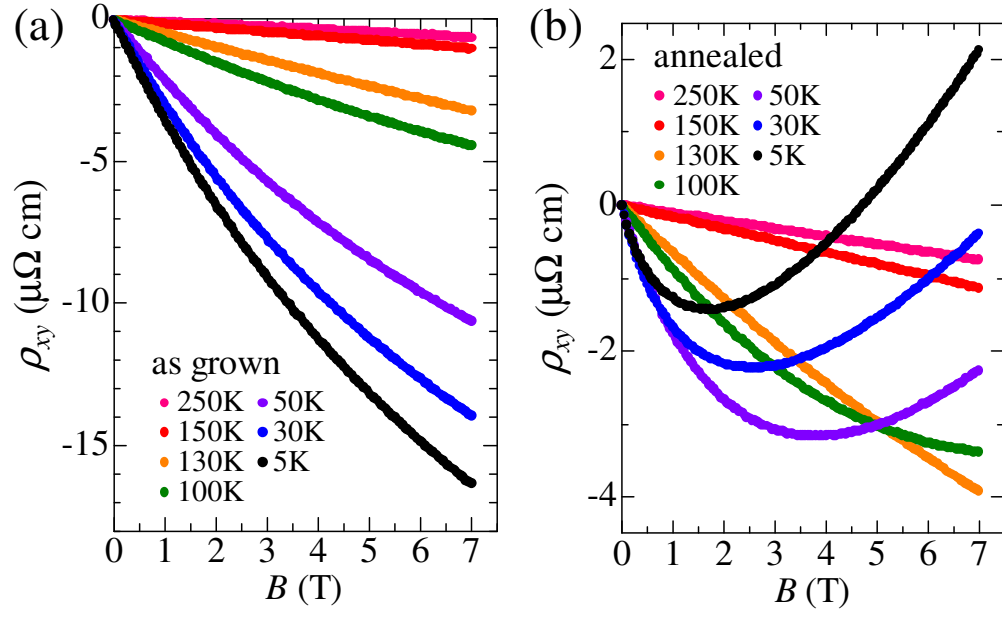 (a)
0
-5
-10
-15
ρxy (μΩ cm)
as grown
250K 50K
150K 30K
130K 5K
100K
0 1 2 3 4 5 6 7
B (T)
(b)
2
0
-2
-4
ρxy (μΩ cm)
annealed
250K 50K
150K 30K
130K 5K
100K
0 1 2 3 4 5 6 7
B (T)